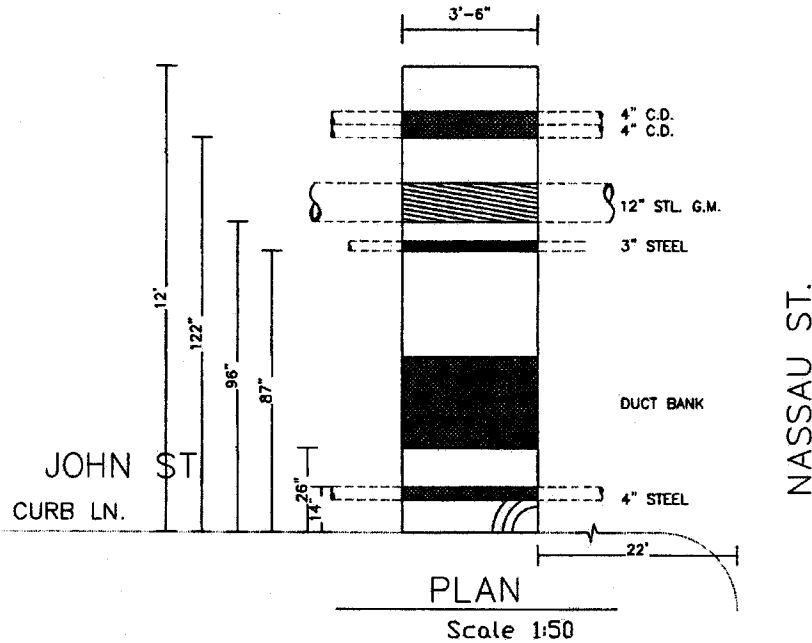 3'-6"
4" C.D.
4" C.D.
12" STL. G.M.
3" STEEL
12'
122"
96"
87"
DUCT BANK
NASSAU ST.
JOHN ST
26"
14"
4" STEEL
CURB LN.
22'
PLAN
Scale 1:50